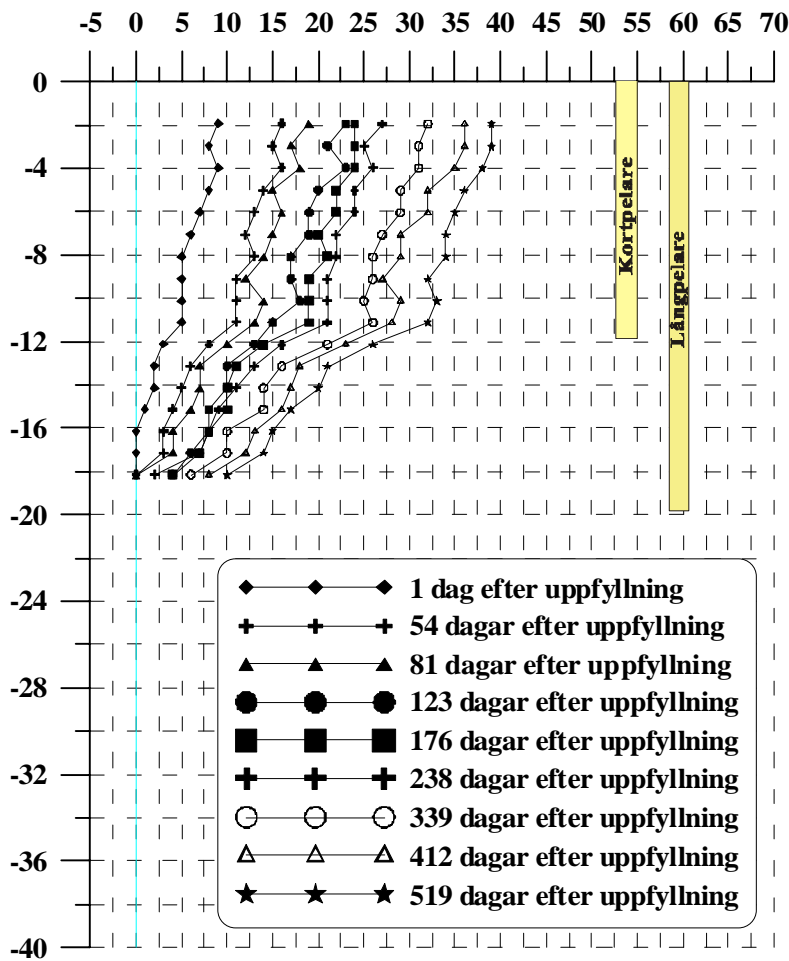 -5 0 5 10 15 20 25 30 35 40 45 50 55 60 65 70
0
-4
-8
-12
-16
-20
-24
-28
-32
-36
-40
Kortpelare
Långpelare
1 dag efter uppfyllning
54 dagar efter uppfyllning
81 dagar efter uppfyllning
123 dagar efter uppfyllning
176 dagar efter uppfyllning
238 dagar efter uppfyllning
339 dagar efter uppfyllning
412 dagar efter uppfyllning
519 dagar efter uppfyllning